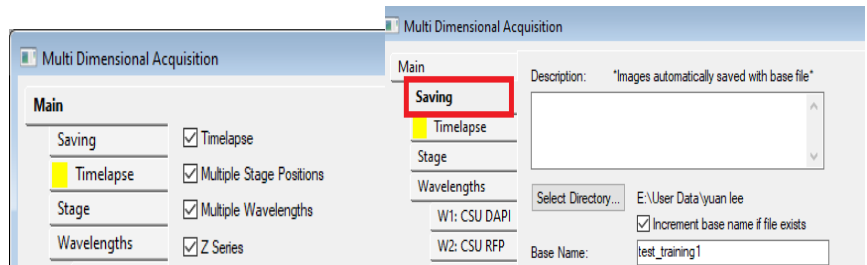 Multi Dimensional Acquisition
Main
Saving
Timelapse
Stage
Wavelengths
Timelapse
Multiple Stage Positions
Multiple Wavelengths
Z Series
Multi Dimensional Acquisition
Main
Saving
Timelapse
Stage
Wavelengths
W1: CSU DAPI
W2: CSU RFP
Description: *Images automatically saved with base file*
Select Directory... E:\User Data\yuan lee
Increment base name if file exists
Base Name: test_training1